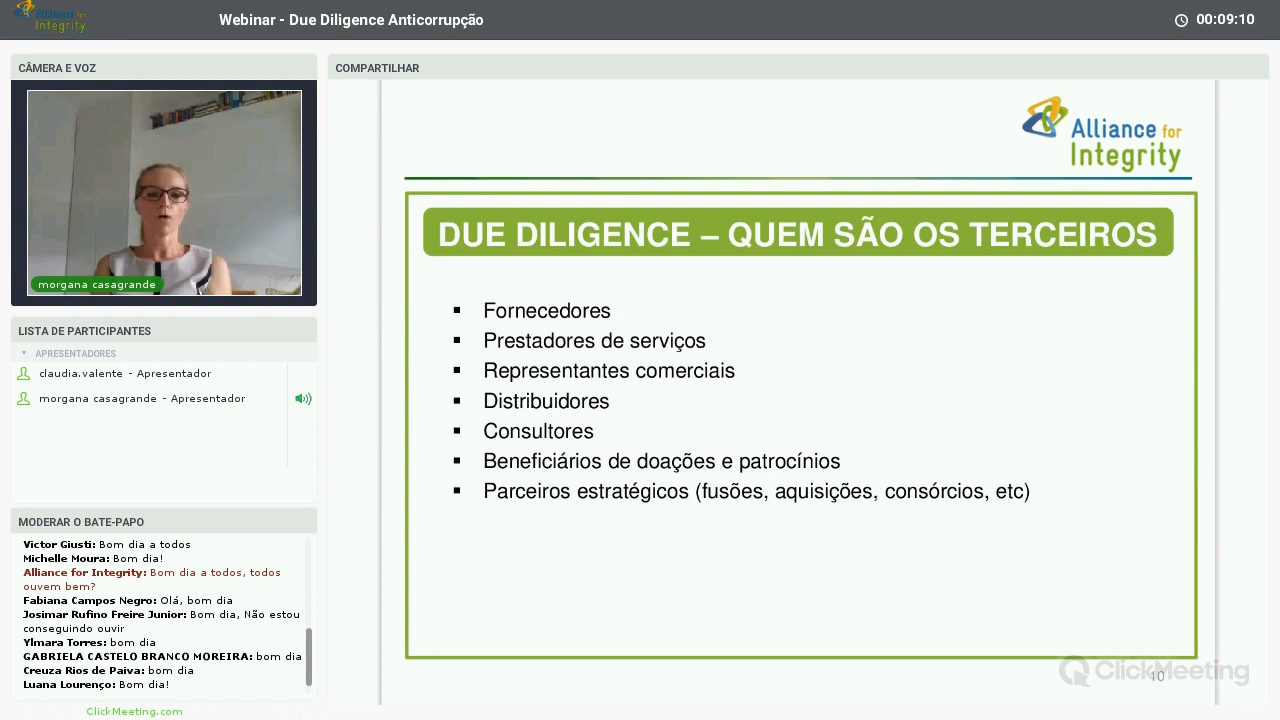 Alliance for
Integrity
Webinar - Due Diligence Anticorrupção
00:09:10
CÂMERA E VOZ
morgana casagrande
LISTA DE PARTICIPANTES
APRESENTADORES
claudia.valente - Apresentador
morgana casagrande - Apresentador
MODERAR O BATE-PAPO
Victor Giusti: Bom dia a todos
Michelle Moura: Bom dia!
Alliance for Integrity: Bom dia a todos, todos
ouvem bem?
Fabiana Campos Negro: Olá, bom dia
Josimar Rufino Freire Junior: Bom dia, Não estou
conseguindo ouvir
Ylmara Torres: bom dia
GABRIELA CASTELO BRANCO MOREIRA: bom dia
Creuza Rios de Paiva: bom dia
Luana Lourenço: Bom dia!
ClickMeeting.com
COMPARTILHAR
Alliance for
Integrity
DUE DILIGENCE – QUEM SÃO OS TERCEIROS
▪ Fornecedores
▪ Prestadores de serviços
▪ Representantes comerciais
▪ Distribuidores
▪ Consultores
▪ Beneficiários de doações e patrocínios
▪ Parceiros estratégicos (fusões, aquisições, consórcios, etc)
ClickMeeting
10